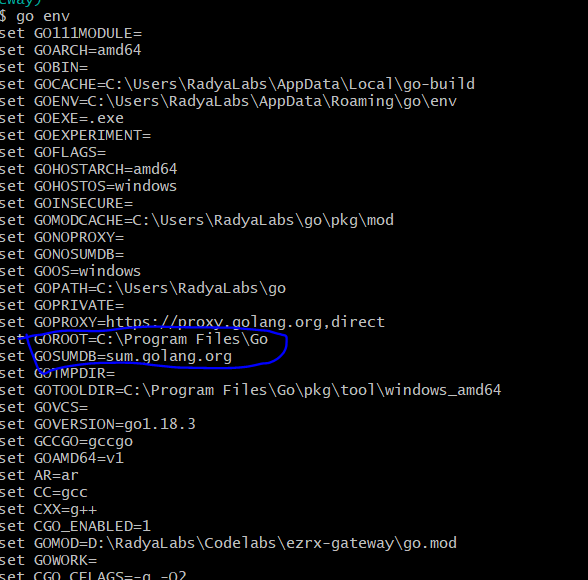 eway)
$ go env
set GO111MODULE=
set GOARCH=amd64
set GOBIN=
set GOCACHE=C:\Users\RadyaLabs\AppData\Local\go-build
set GOENV=C:\Users\RadyaLabs\AppData\Roaming\go\env
set GOEXE=.exe
set GOEXPERIMENT=
set GOFLAGS=
set GOHOSTARCH=amd64
set GOHOSTOS=windows
set GOINSECURE=
set GOMODCACHE=C:\Users\RadyaLabs\go\pkg\mod
set GONOPROXY=
set GONOSUMDB=
set GOOS=windows
set GOPATH=C:\Users\RadyaLabs\go
set GOPRIVATE=
set GOPROXY=https://proxy.golang.org,direct
set GOROOT=C:\Program Files\Go
set GOSUMDB=sum.golang.org
set GOTMPDIR=
set GOTOOLDIR=C:\Program Files\Go\pkg\tool\windows_amd64
set GOVCS=
set GOVERSION=go1.18.3
set GCCGO=gccgo
set GOAMD64=v1
set AR=ar
set CC=gcc
set CXX=g++
set CGO_ENABLED=1
set GOMOD=D:\RadyaLabs\Codelabs\ezrx-gateway\go.mod
set GOWORK=
set CGO_CFLAGS=-g -O2